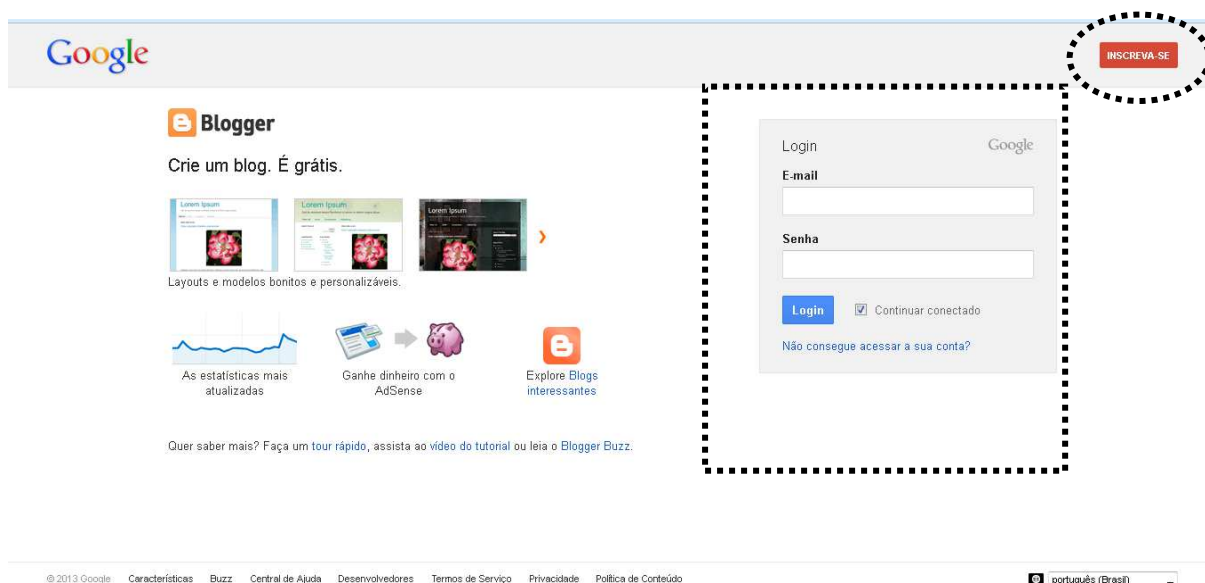 Google
INSCREVA-SE
Blogger
Crie um blog. É grátis.
Lorem Ipsum
Lorem Ipsum
Lorem Ipsum
Layouts e modelos bonitos e personalizáveis.
As estatísticas mais
atualizadas
Ganhe dinheiro com o
AdSense
Explore Blogs
interessantes
Quer saber mais? Faça um tour rápido, assista ao vídeo do tutorial ou leia o Blogger Buzz.
Login Google
E-mail
Senha
Login Continuar conectado
Não consegue acessar a sua conta?
© 2013 Google Características Buzz Central de Ajuda Desenvolvedores Termos de Serviço Privacidade Política de Conteúdo português (Brasil)